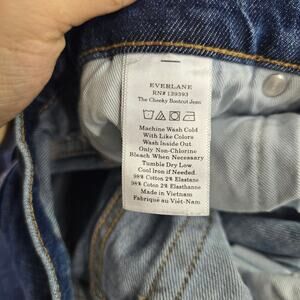 EVERLANE
RN# 139393
The Cheeky Bootcut Jean
Machine Wash Cold
With Like Colors
Wash Inside Out
Only Non-Chlorine
Bleach When Necessary
Tumble Dry Low
Cool Iron if Needed
98% Cotton 2% Elastane
98% Coton 2% Elasthanne
Made in Vietnam
Fabriqué au Viêt-Nam